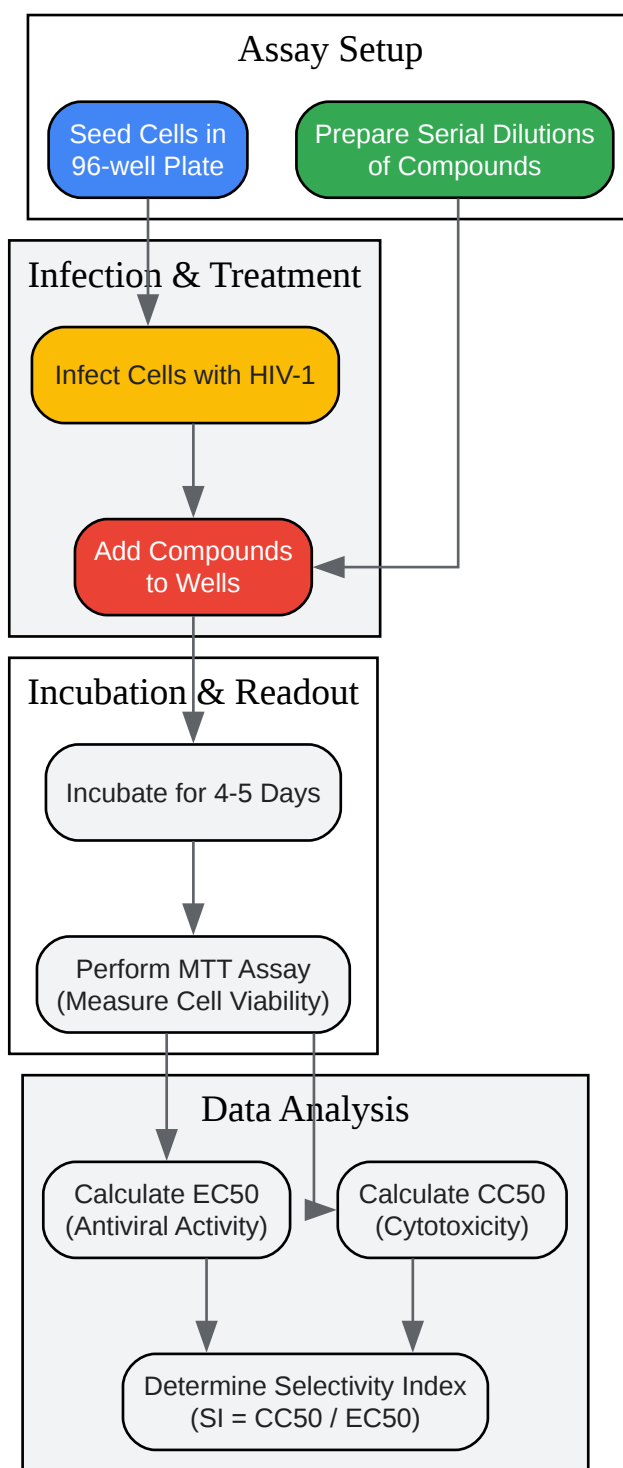 Assay Setup
Seed Cells in
96-well Plate
Prepare Serial Dilutions
of Compounds
Infection & Treatment
Infect Cells with HIV-1
Add Compounds
to Wells
Incubation & Readout
Incubate for 4-5 Days
Perform MTT Assay
(Measure Cell Viability)
Data Analysis
Calculate EC50
(Antiviral Activity)
Calculate CC50
(Cytotoxicity)
Determine Selectivity Index
(SI = CC50 / EC50)